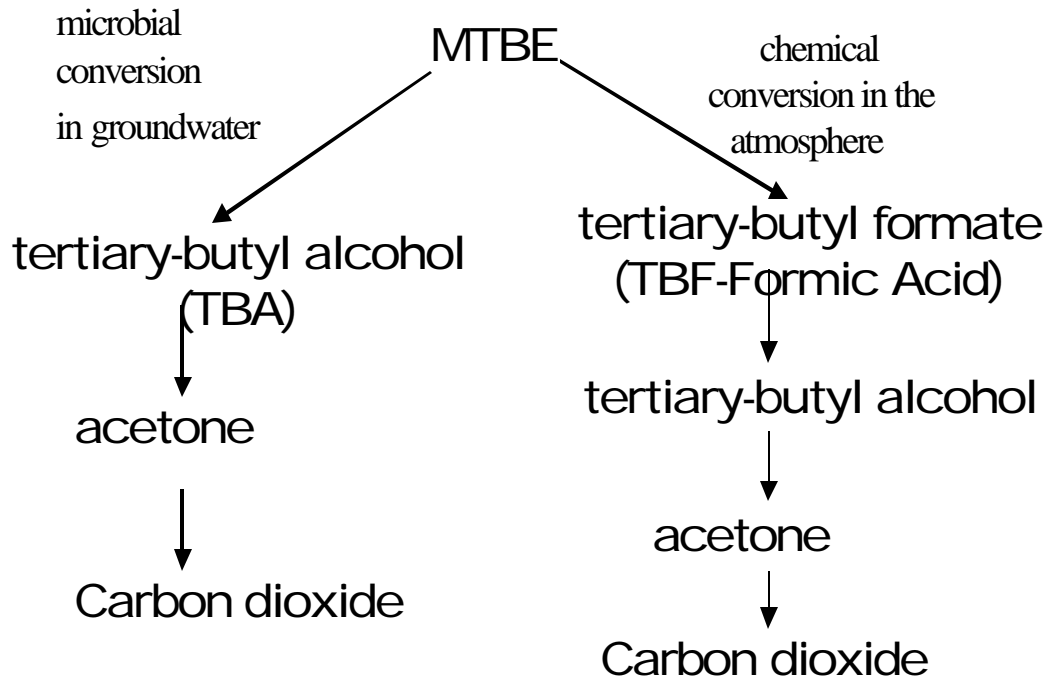 microbial
conversion
in groundwater
MTBE
chemical
conversion in the
atmosphere
tertiary-butyl alcohol
(TBA)
acetone
Carbon dioxide
tertiary-butyl formate
(TBF-Formic Acid)
tertiary-butyl alcohol
acetone
Carbon dioxide